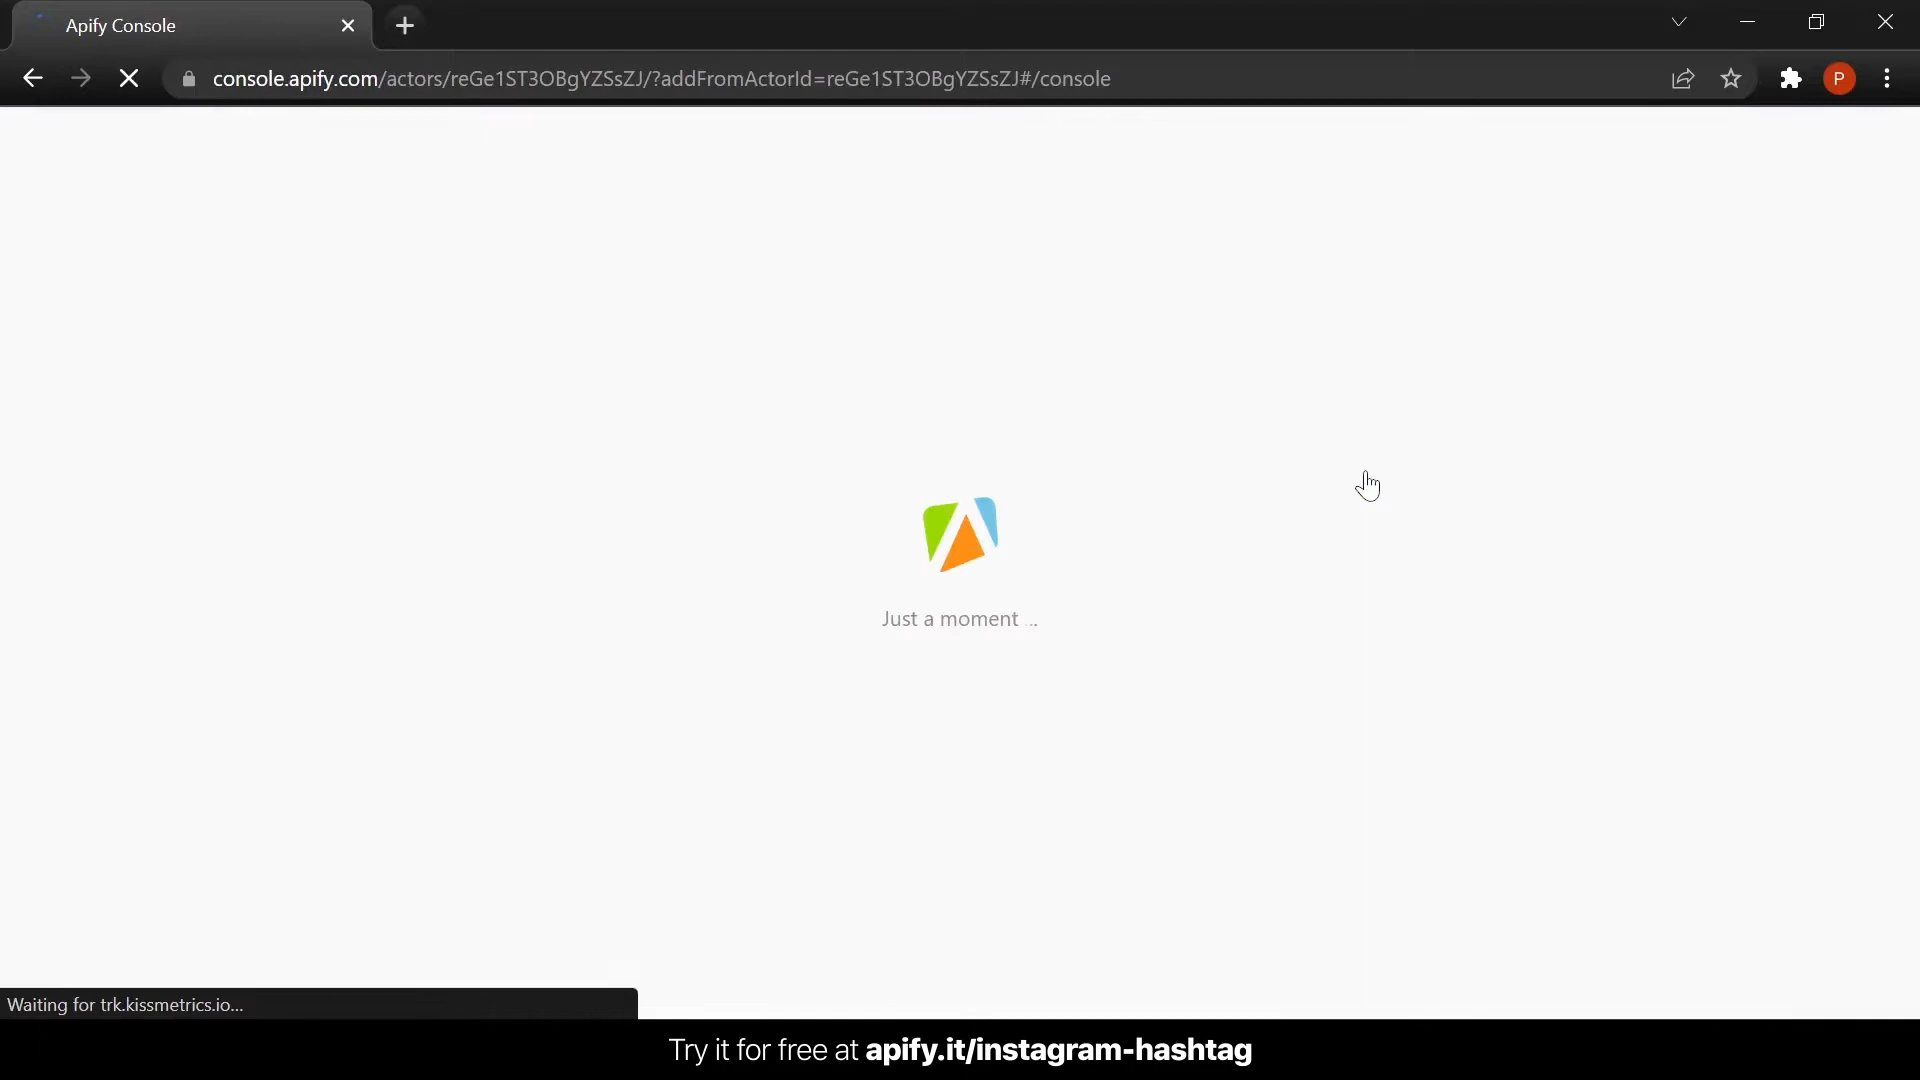 Apify Console
console.apify.com/actors/reGe1ST3OBgYZSsZJ/?addFromActorId=reGe1ST3OBgYZSsZJ#/console
P
Just a moment ...
Waiting for trk.kissmetrics.io...
Try it for free at apify.it/instagram-hashtag